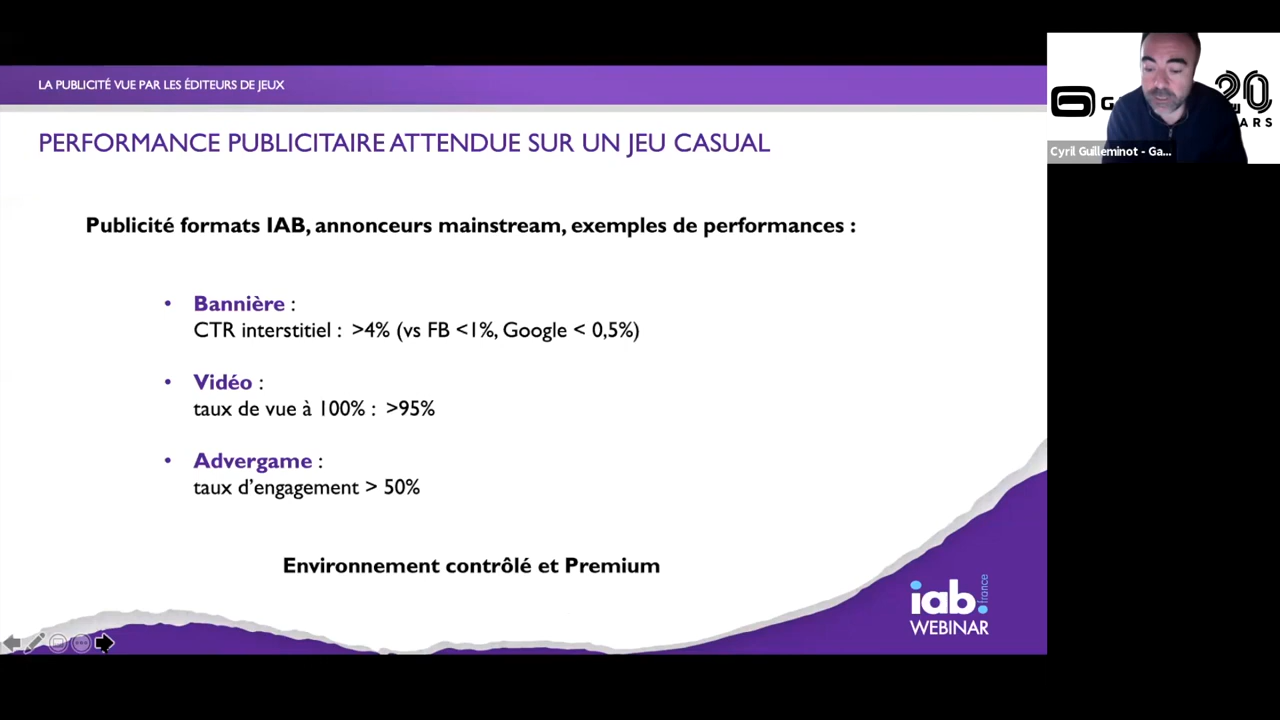 LA PUBLICITÉ VUE PAR LES ÉDITEURS DE JEUX
PERFORMANCE PUBLICITAIRE ATTENDUE SUR UN JEU CASUAL
Publicité formats IAB, annonceurs mainstream, exemples de performances :
• Bannière :
CTR interstitiel : >4% (vs FB <1%, Google < 0,5%)
• Vidéo :
taux de vue à 100% : >95%
• Advergame :
taux d’engagement > 50%
Environnement contrôlé et Premium
iab. france
WEBINAR
20
Cyril Guilleminot - Ga...